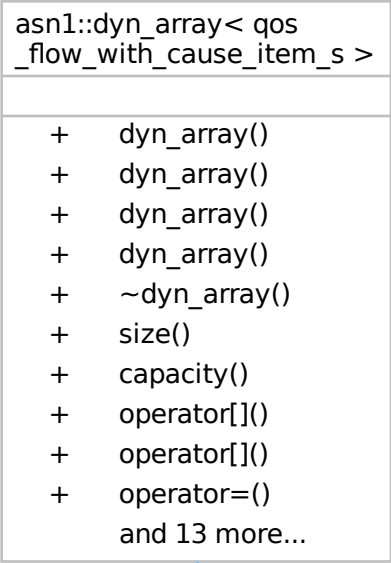 asn1::dyn_array< qos
_flow_with_cause_item_s >
+ dyn_array()
+ dyn_array()
+ dyn_array()
+ dyn_array()
+ ~dyn_array()
+ size()
+ capacity()
+ operator[]()
+ operator[]()
+ operator=()
and 13 more...